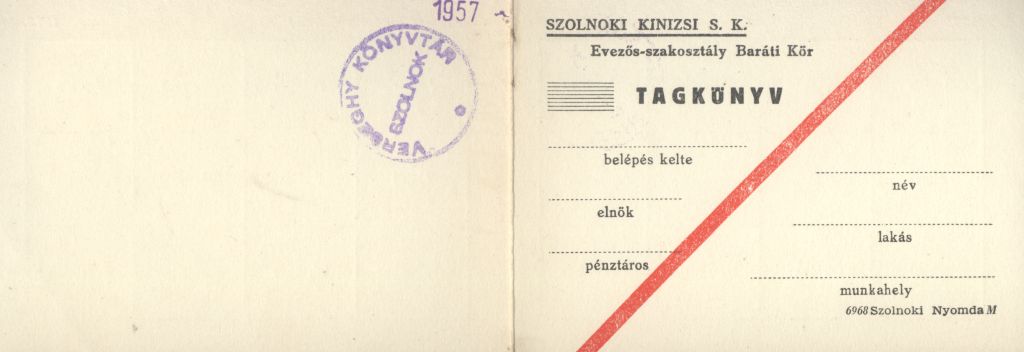 1957
VERSEGHY KÖNYVTÁR
SZOLNOK
SZOLNOKI KINIZSI S. K.
Evezős-szakosztály Baráti Kör
TAGKÖNYV
belépés kelte
név
elnök
lakás
pénztáros
munkahely
6968 Szolnoki Nyomda M